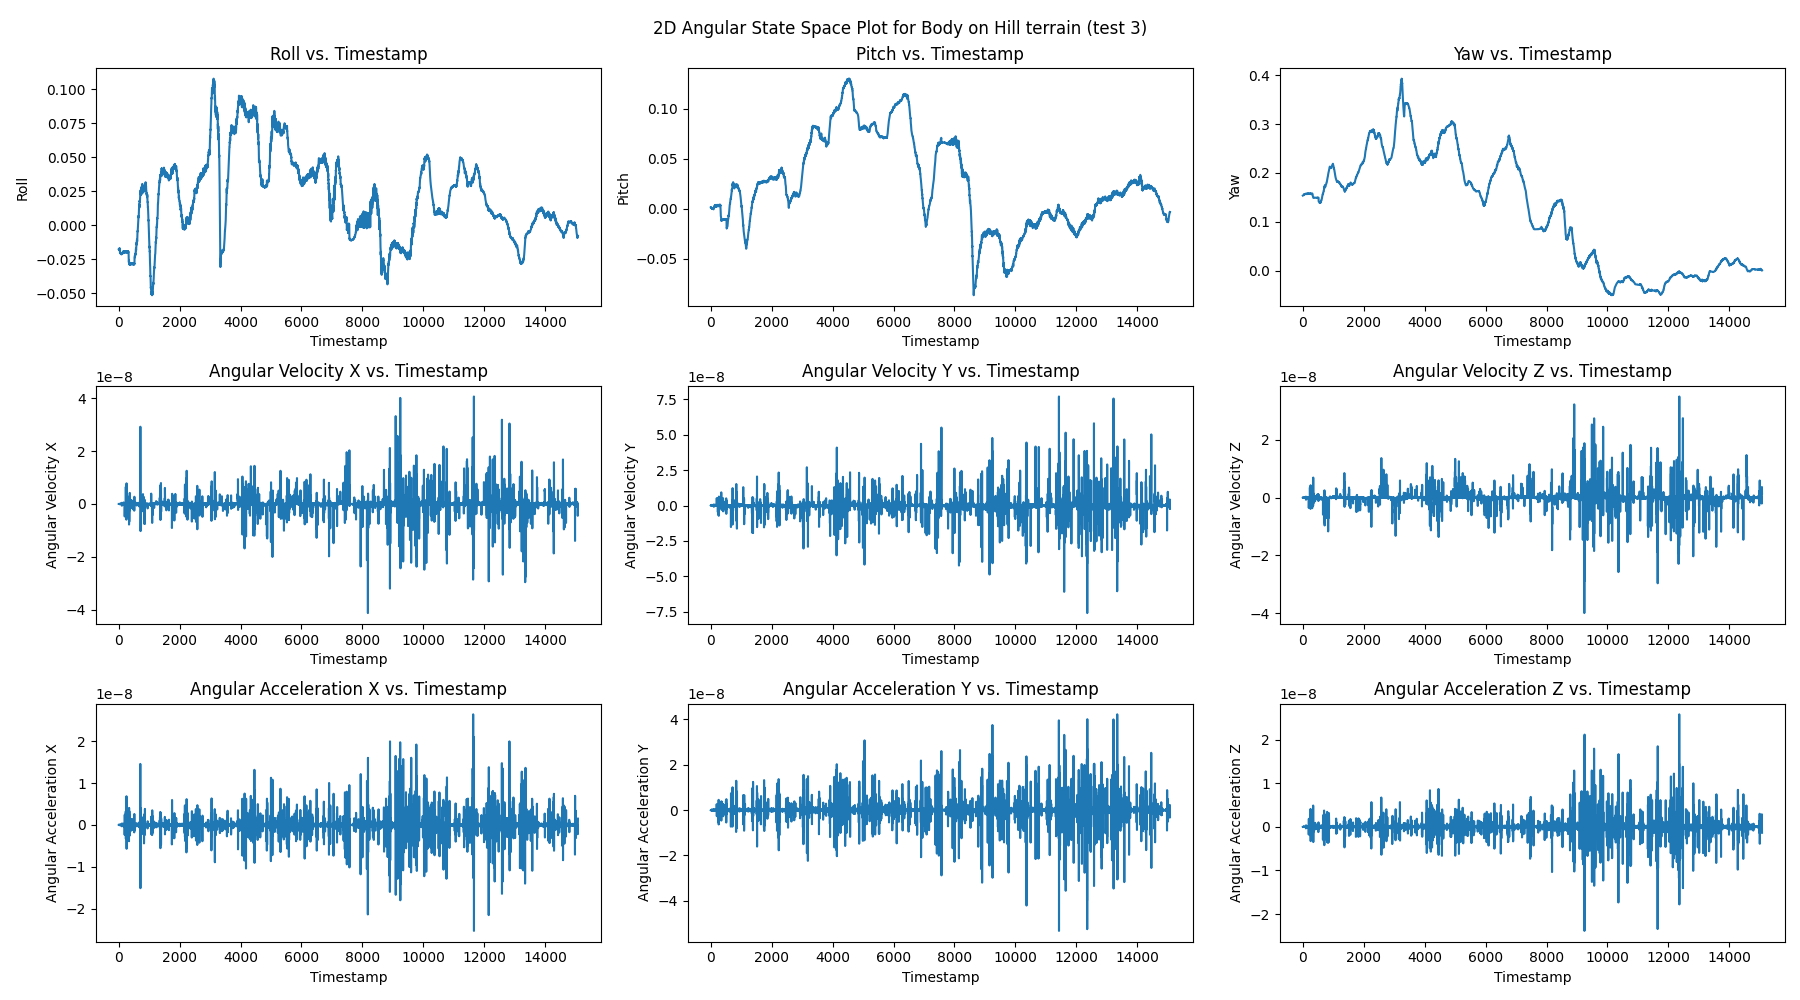 2D Angular State Space Plot for Body on Hill terrain (test 3)
Roll vs. Timestamp
Roll
0.100
0.075
0.050
0.025
0.000
−0.025
−0.050
0 2000 4000 6000 8000 10000 12000 14000
Timestamp
Pitch vs. Timestamp
Pitch
0.10
0.05
0.00
−0.05
0 2000 4000 6000 8000 10000 12000 14000
Timestamp
Yaw vs. Timestamp
Yaw
0.4
0.3
0.2
0.1
0.0
0 2000 4000 6000 8000 10000 12000 14000
Timestamp
Angular Velocity X vs. Timestamp
1e−8
Angular Velocity X
4
2
0
−2
−4
0 2000 4000 6000 8000 10000 12000 14000
Timestamp
Angular Velocity Y vs. Timestamp
1e−8
Angular Velocity Y
7.5
5.0
2.5
0.0
−2.5
−5.0
−7.5
0 2000 4000 6000 8000 10000 12000 14000
Timestamp
Angular Velocity Z vs. Timestamp
1e−8
Angular Velocity Z
2
0
−2
−4
0 2000 4000 6000 8000 10000 12000 14000
Timestamp
Angular Acceleration X vs. Timestamp
1e−8
Angular Acceleration X
2
1
0
−1
−2
0 2000 4000 6000 8000 10000 12000 14000
Timestamp
Angular Acceleration Y vs. Timestamp
1e−8
Angular Acceleration Y
4
2
0
−2
−4
0 2000 4000 6000 8000 10000 12000 14000
Timestamp
Angular Acceleration Z vs. Timestamp
1e−8
Angular Acceleration Z
2
1
0
−1
−2
0 2000 4000 6000 8000 10000 12000 14000
Timestamp